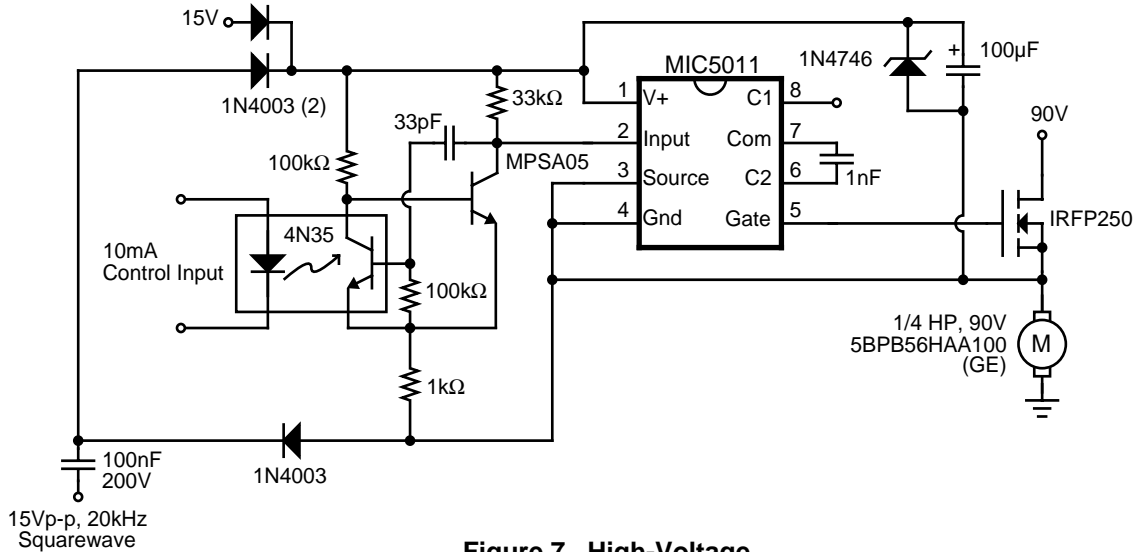 15V
1N4003 (2)
33kΩ
33pF
100kΩ
MPSA05
4N35
10mA
Control Input
100kΩ
1kΩ
1N4003
100nF
200V
15Vp-p, 20kHz
Squarewave
MIC5011
1 V+ C1 8
2 Input Com 7
3 Source C2 6
4 Gnd Gate 5
1nF
1N4746
+ 100µF
90V
IRFP250
1/4 HP, 90V
5BPB56HAA100
(GE)
M
Figure 7. High-Voltage